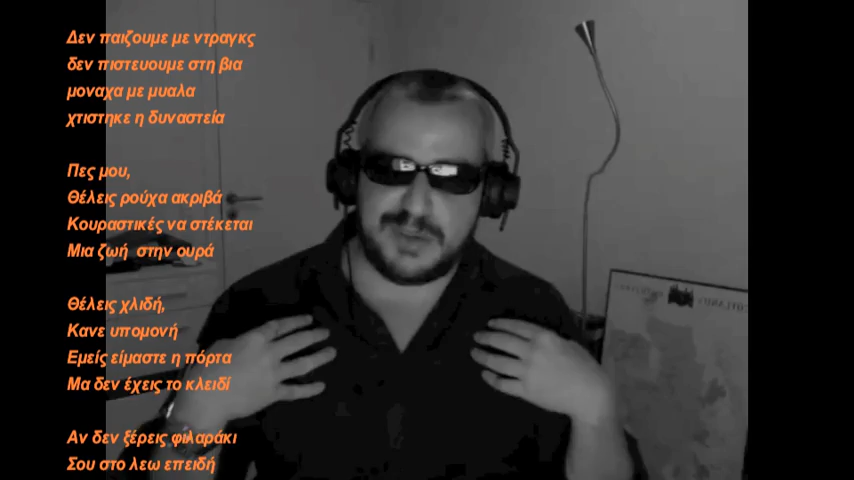 Δεν παιζουμε με ντραγκς
δεν πιστευουμε στη βια
μοναχα με μυαλα
χτιστηκε η δυναστεία
Πες μου,
Θέλεις ρούχα ακριβά
Κουραστικές να στέκεται
Μια ζωή στην ουρά
Θέλεις χλιδή,
Κανε υπομονή
Εμείς είμαστε η πόρτα
Μα δεν έχεις το κλειδί
Αν δεν ξέρεις φιλαράκι
Σου στο λεω επειδή